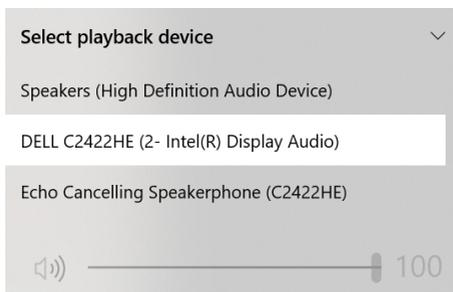 Select playback device
Speakers (High Definition Audio Device)
DELL C2422HE (2- Intel(R) Display Audio)
Echo Cancelling Speakerphone (C2422HE)
100